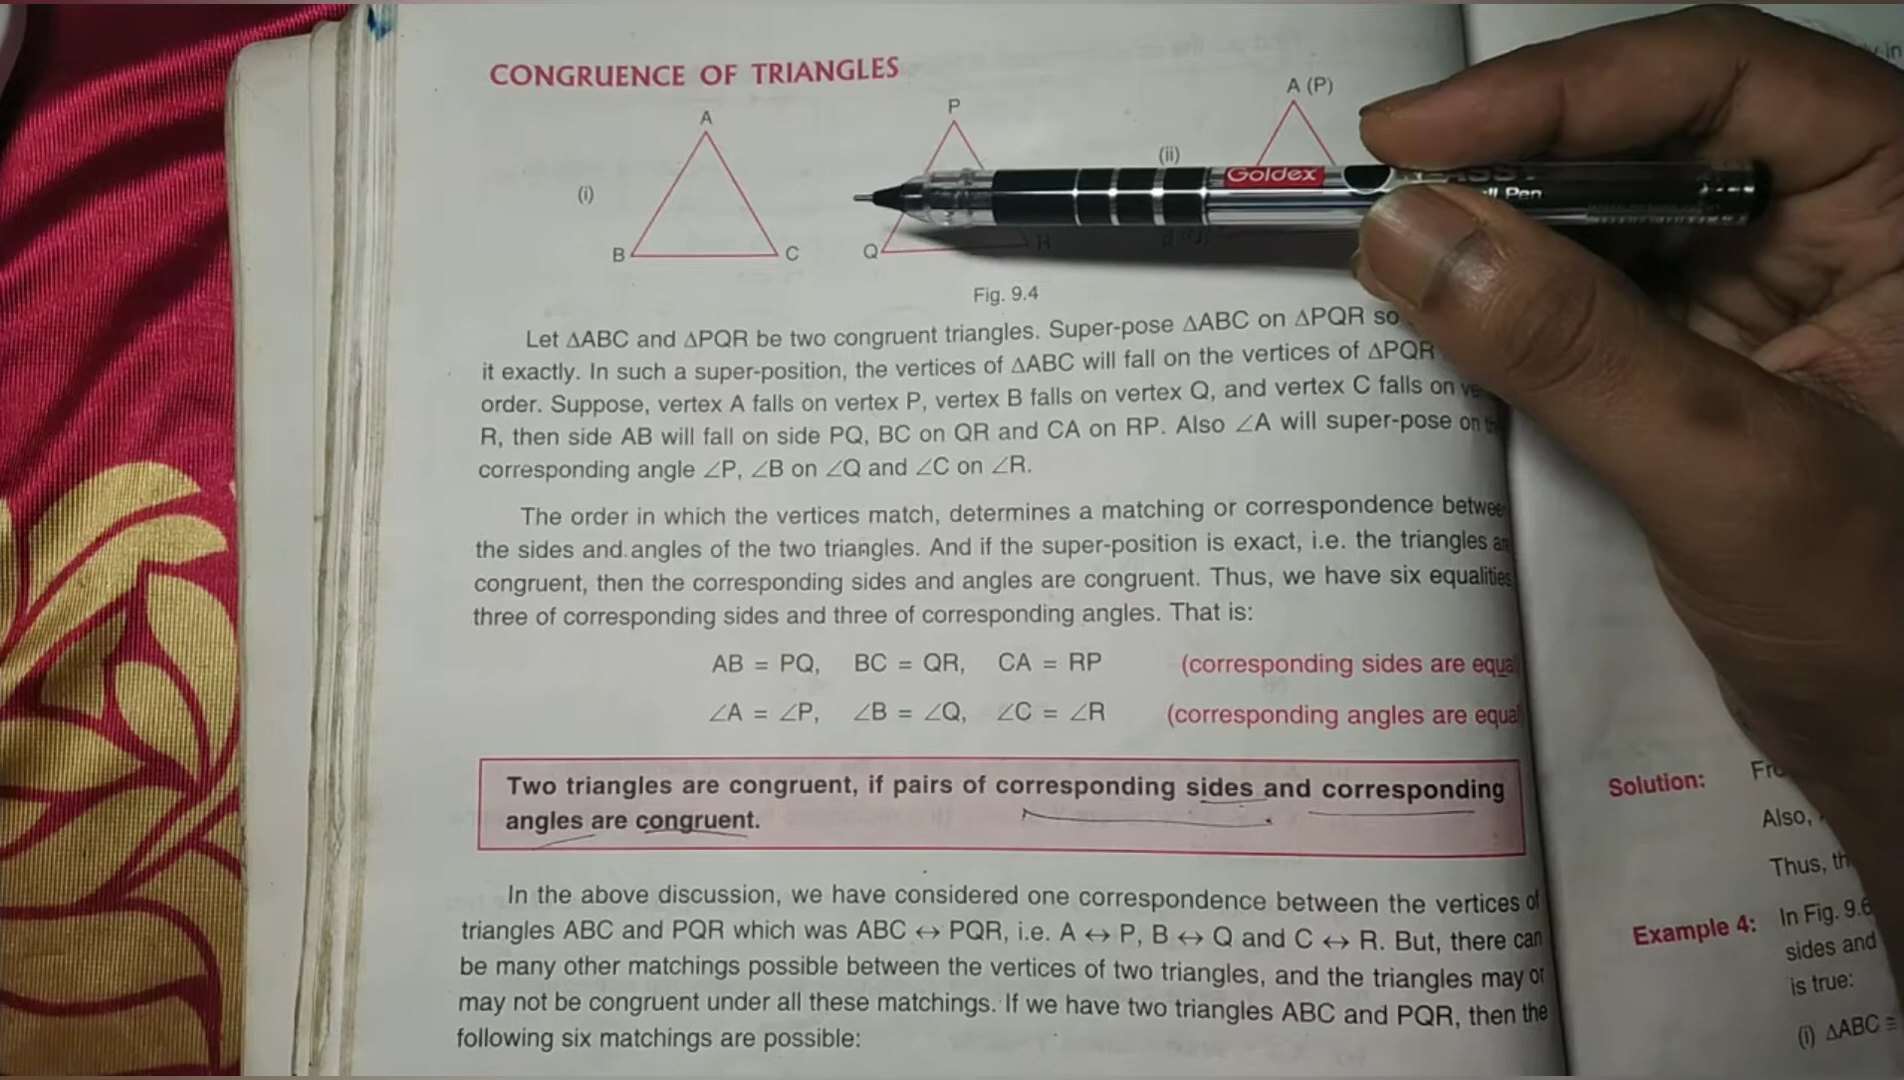 CONGRUENCE OF TRIANGLES
A
P
A (P)
(i)
(ii)
Goldex
Pen
B
C
Q
Fig. 9.4
Let ΔABC and ΔPQR be two congruent triangles. Super-pose ΔABC on ΔPQR so
it exactly. In such a super-position, the vertices of ΔABC will fall on the vertices of ΔPQR
order. Suppose, vertex A falls on vertex P, vertex B falls on vertex Q, and vertex C falls on
R, then side AB will fall on side PQ, BC on QR and CA on RP. Also ∠A will super-pose on
corresponding angle ∠P, ∠B on ∠Q and ∠C on ∠R.
The order in which the vertices match, determines a matching or correspondence betwee
the sides and angles of the two triangles. And if the super-position is exact, i.e. the triangles
congruent, then the corresponding sides and angles are congruent. Thus, we have six equalities
three of corresponding sides and three of corresponding angles. That is:
AB = PQ, BC = QR, CA = RP (corresponding sides are equa
∠A = ∠P, ∠B = ∠Q, ∠C = ∠R (corresponding angles are equa
Two triangles are congruent, if pairs of corresponding sides and corresponding
angles are congruent.
In the above discussion, we have considered one correspondence between the vertices of
triangles ABC and PQR which was ABC ↔ PQR, i.e. A ↔ P, B ↔ Q and C ↔ R. But, there can
be many other matchings possible between the vertices of two triangles, and the triangles may or
may not be congruent under all these matchings. If we have two triangles ABC and PQR, then the
following six matchings are possible:
Solution:
Also,
Thus, th
Example 4: In Fig. 9.6
sides and
is true:
(i) ΔABC ≅